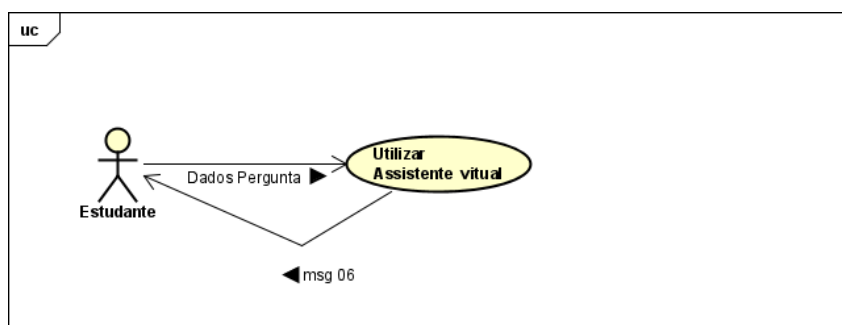 uc
Utilizar
Assistente vitual
Dados Pergunta
Estudante
msg 06